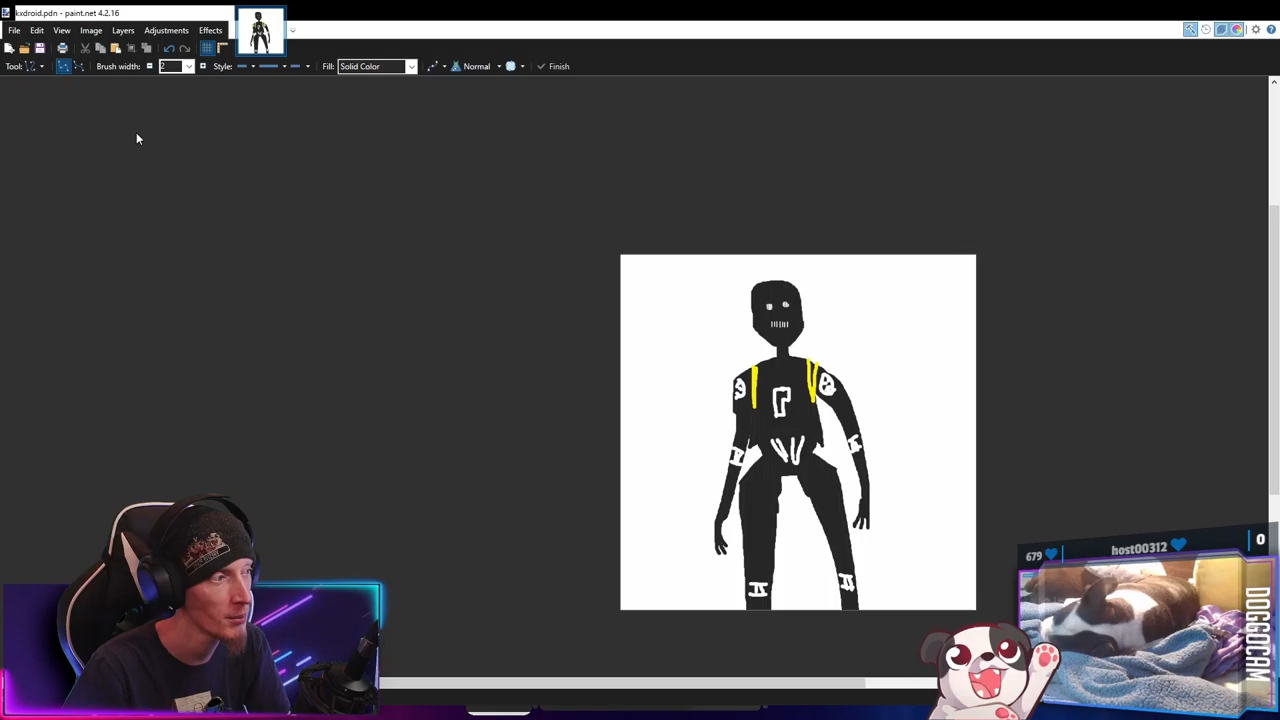 kxdroid.pdn - paint.net 4.2.16
File Edit View Image Layers Adjustments Effects
Tool: Brush width: 2 Style: Fill: Solid Color Normal Finish
679 host00312 0
DOGGOCAM